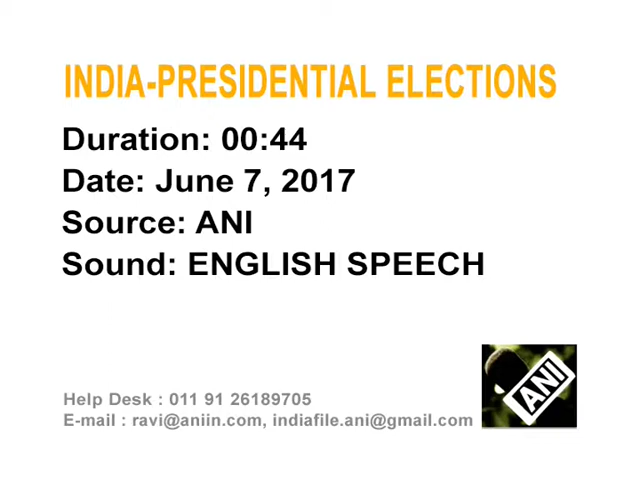 INDIA-PRESIDENTIAL ELECTIONS
Duration: 00:44
Date: June 7, 2017
Source: ANI
Sound: ENGLISH SPEECH
ANI
Help Desk : 011 91 26189705
E-mail : ravi@aniin.com, indiafile.ani@gmail.com